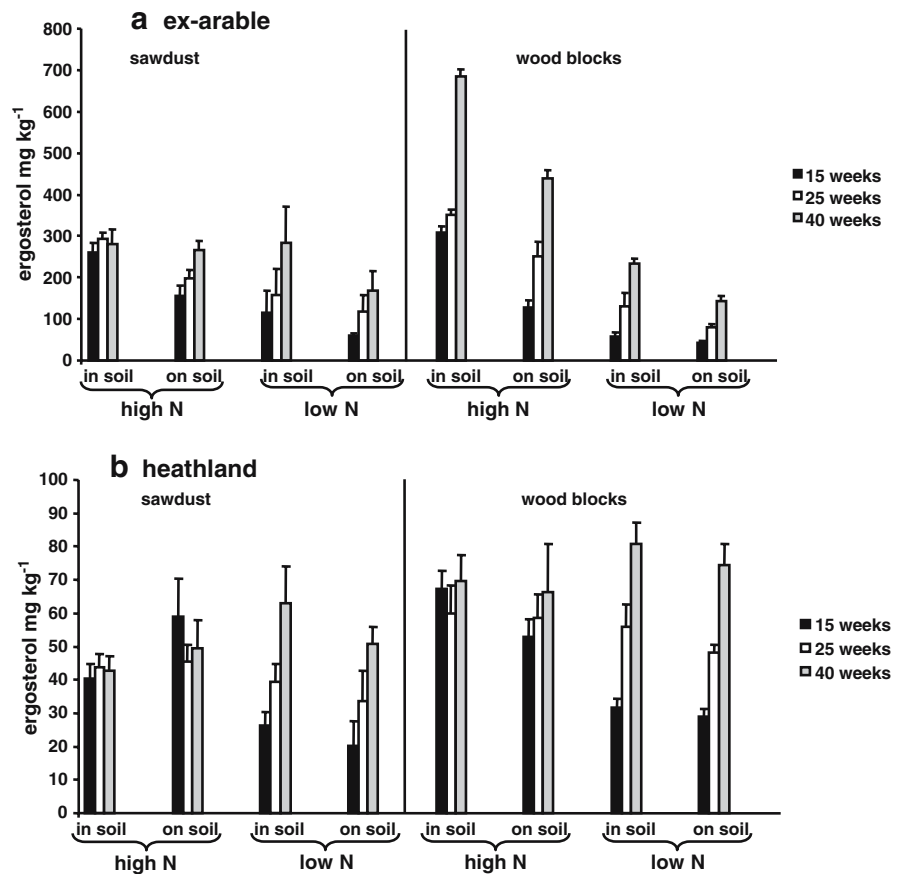 a ex-arable
sawdust
wood blocks
ergosterol mg kg⁻¹
800
700
600
500
400
300
200
100
0
15 weeks
25 weeks
40 weeks
in soil on soil in soil on soil in soil on soil in soil on soil
high N low N high N low N
b heathland
sawdust
wood blocks
ergosterol mg kg⁻¹
100
90
80
70
60
50
40
30
20
10
0
15 weeks
25 weeks
40 weeks
in soil on soil in soil on soil in soil on soil in soil on soil
high N low N high N low N